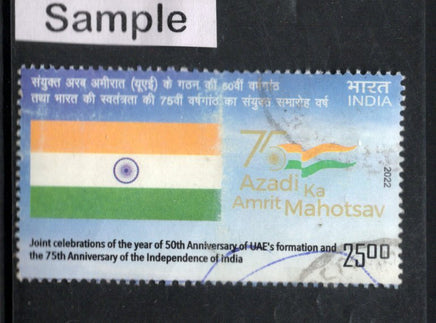 Sample
संयुक्त अरब अमीरात (यूएई) के गठन की 50वीं वर्षगांठ
तथा भारत की स्वतंत्रता की 75वीं वर्षगांठ का संयुक्त समारोह वर्ष
भारत
INDIA
75
Azadi Ka
Amrit Mahotsav
2022
Joint celebrations of the year of 50th Anniversary of UAE's formation and
the 75th Anniversary of the Independence of India
2500